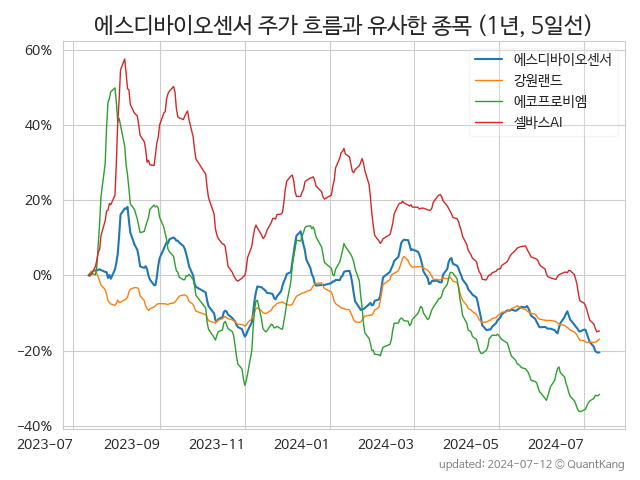 에스디바이오센서 주가 흐름과 유사한 종목 (1년, 5일선)
60%
40%
20%
0%
−20%
−40%
에스디바이오센서
강원랜드
에코프로비엠
셀바스AI
2023-07
2023-09
2023-11
2024-01
2024-03
2024-05
2024-07
updated: 2024-07-12 © QuantKang